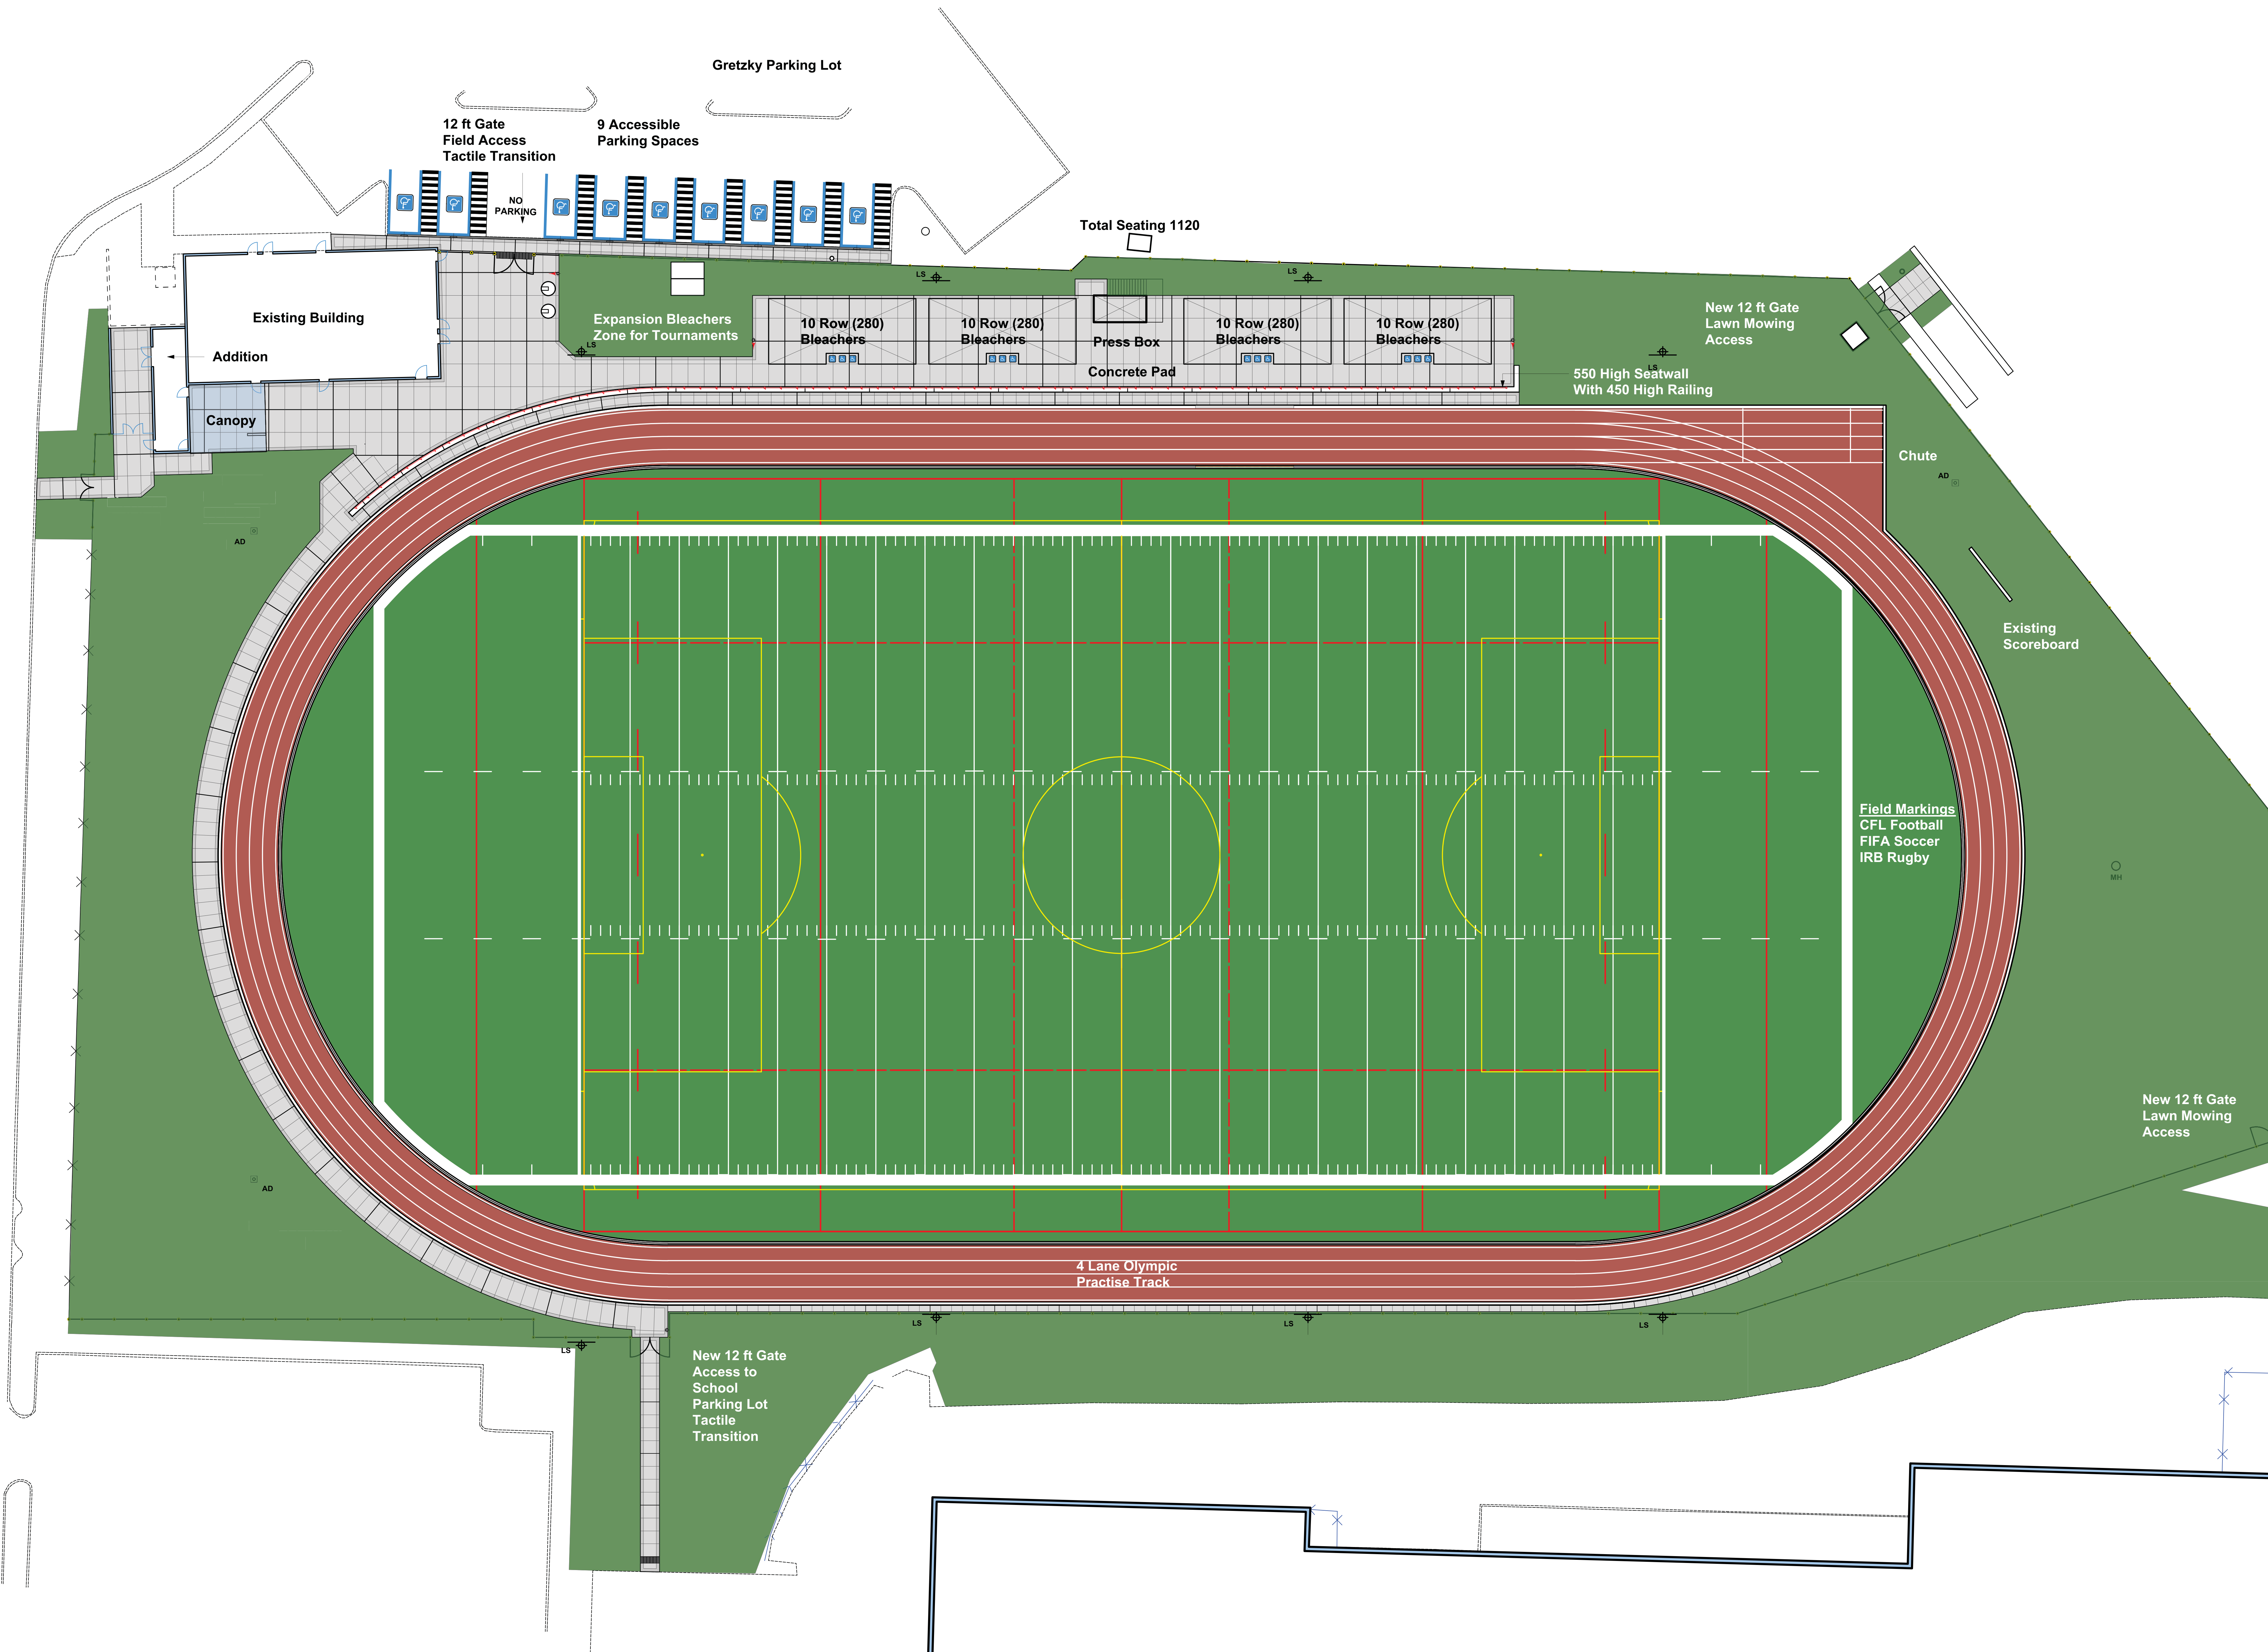 Gretzky Parking Lot
12 ft Gate
Field Access
Tactile Transition
9 Accessible
Parking Spaces
NO
PARKING
Total Seating 1120
LS
LS
Existing Building
Expansion Bleachers
Zone for Tournaments
LS
10 Row (280)
Bleachers
10 Row (280)
Bleachers
Press Box
10 Row (280)
Bleachers
10 Row (280)
Bleachers
New 12 ft Gate
Lawn Mowing
Access
Addition
Concrete Pad
LS
550 High Seatwall
With 450 High Railing
Canopy
Chute
AD
AD
Existing
Scoreboard
Field Markings
CFL Football
FIFA Soccer
IRB Rugby
MH
New 12 ft Gate
Lawn Mowing
Access
AD
4 Lane Olympic
Practise Track
LS
LS
LS
LS
New 12 ft Gate
Access to
School
Parking Lot
Tactile
Transition